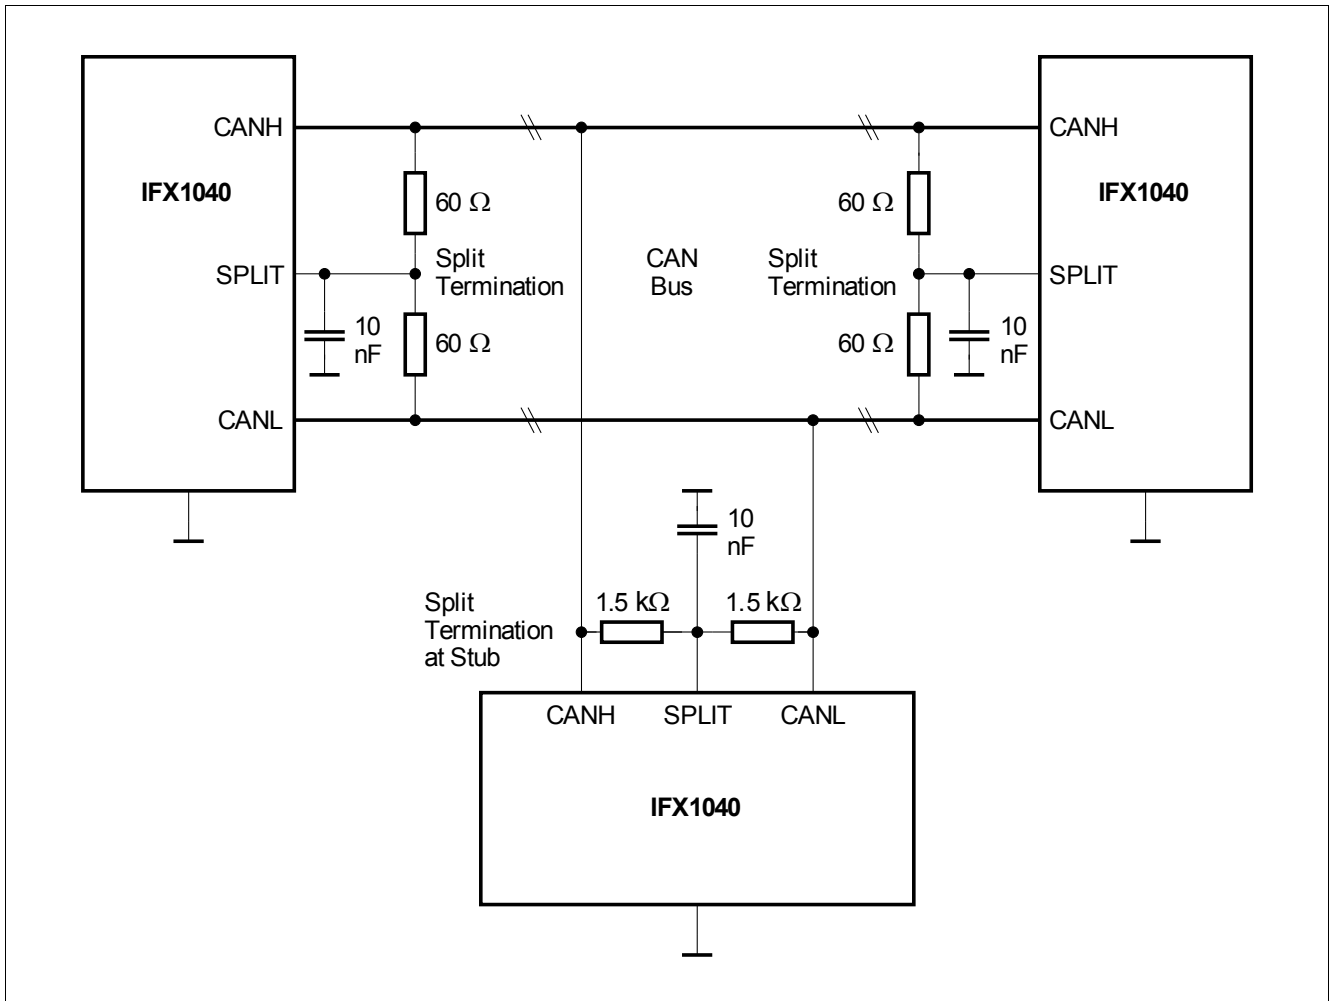 CANH
IFX1040
SPLIT
10
nF
CANL
60 Ω
Split
Termination
60 Ω
CAN
Bus
60 Ω
Split
Termination
60 Ω
10
nF
CANH
IFX1040
SPLIT
CANL
10
nF
Split
Termination
at Stub
1.5 kΩ
1.5 kΩ
CANH
SPLIT
CANL
IFX1040